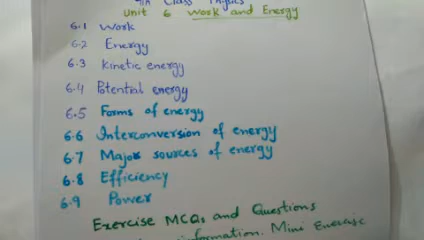 9th Class Physics
Unit 6 Work and Energy
6.1 Work
6.2 Energy
6.3 Kinetic energy
6.4 Potential energy
6.5 Forms of energy
6.6 Interconversion of energy
6.7 Major sources of energy
6.8 Efficiency
6.9 Power
Exercise MCQs and Questions
information. Mini Exercise